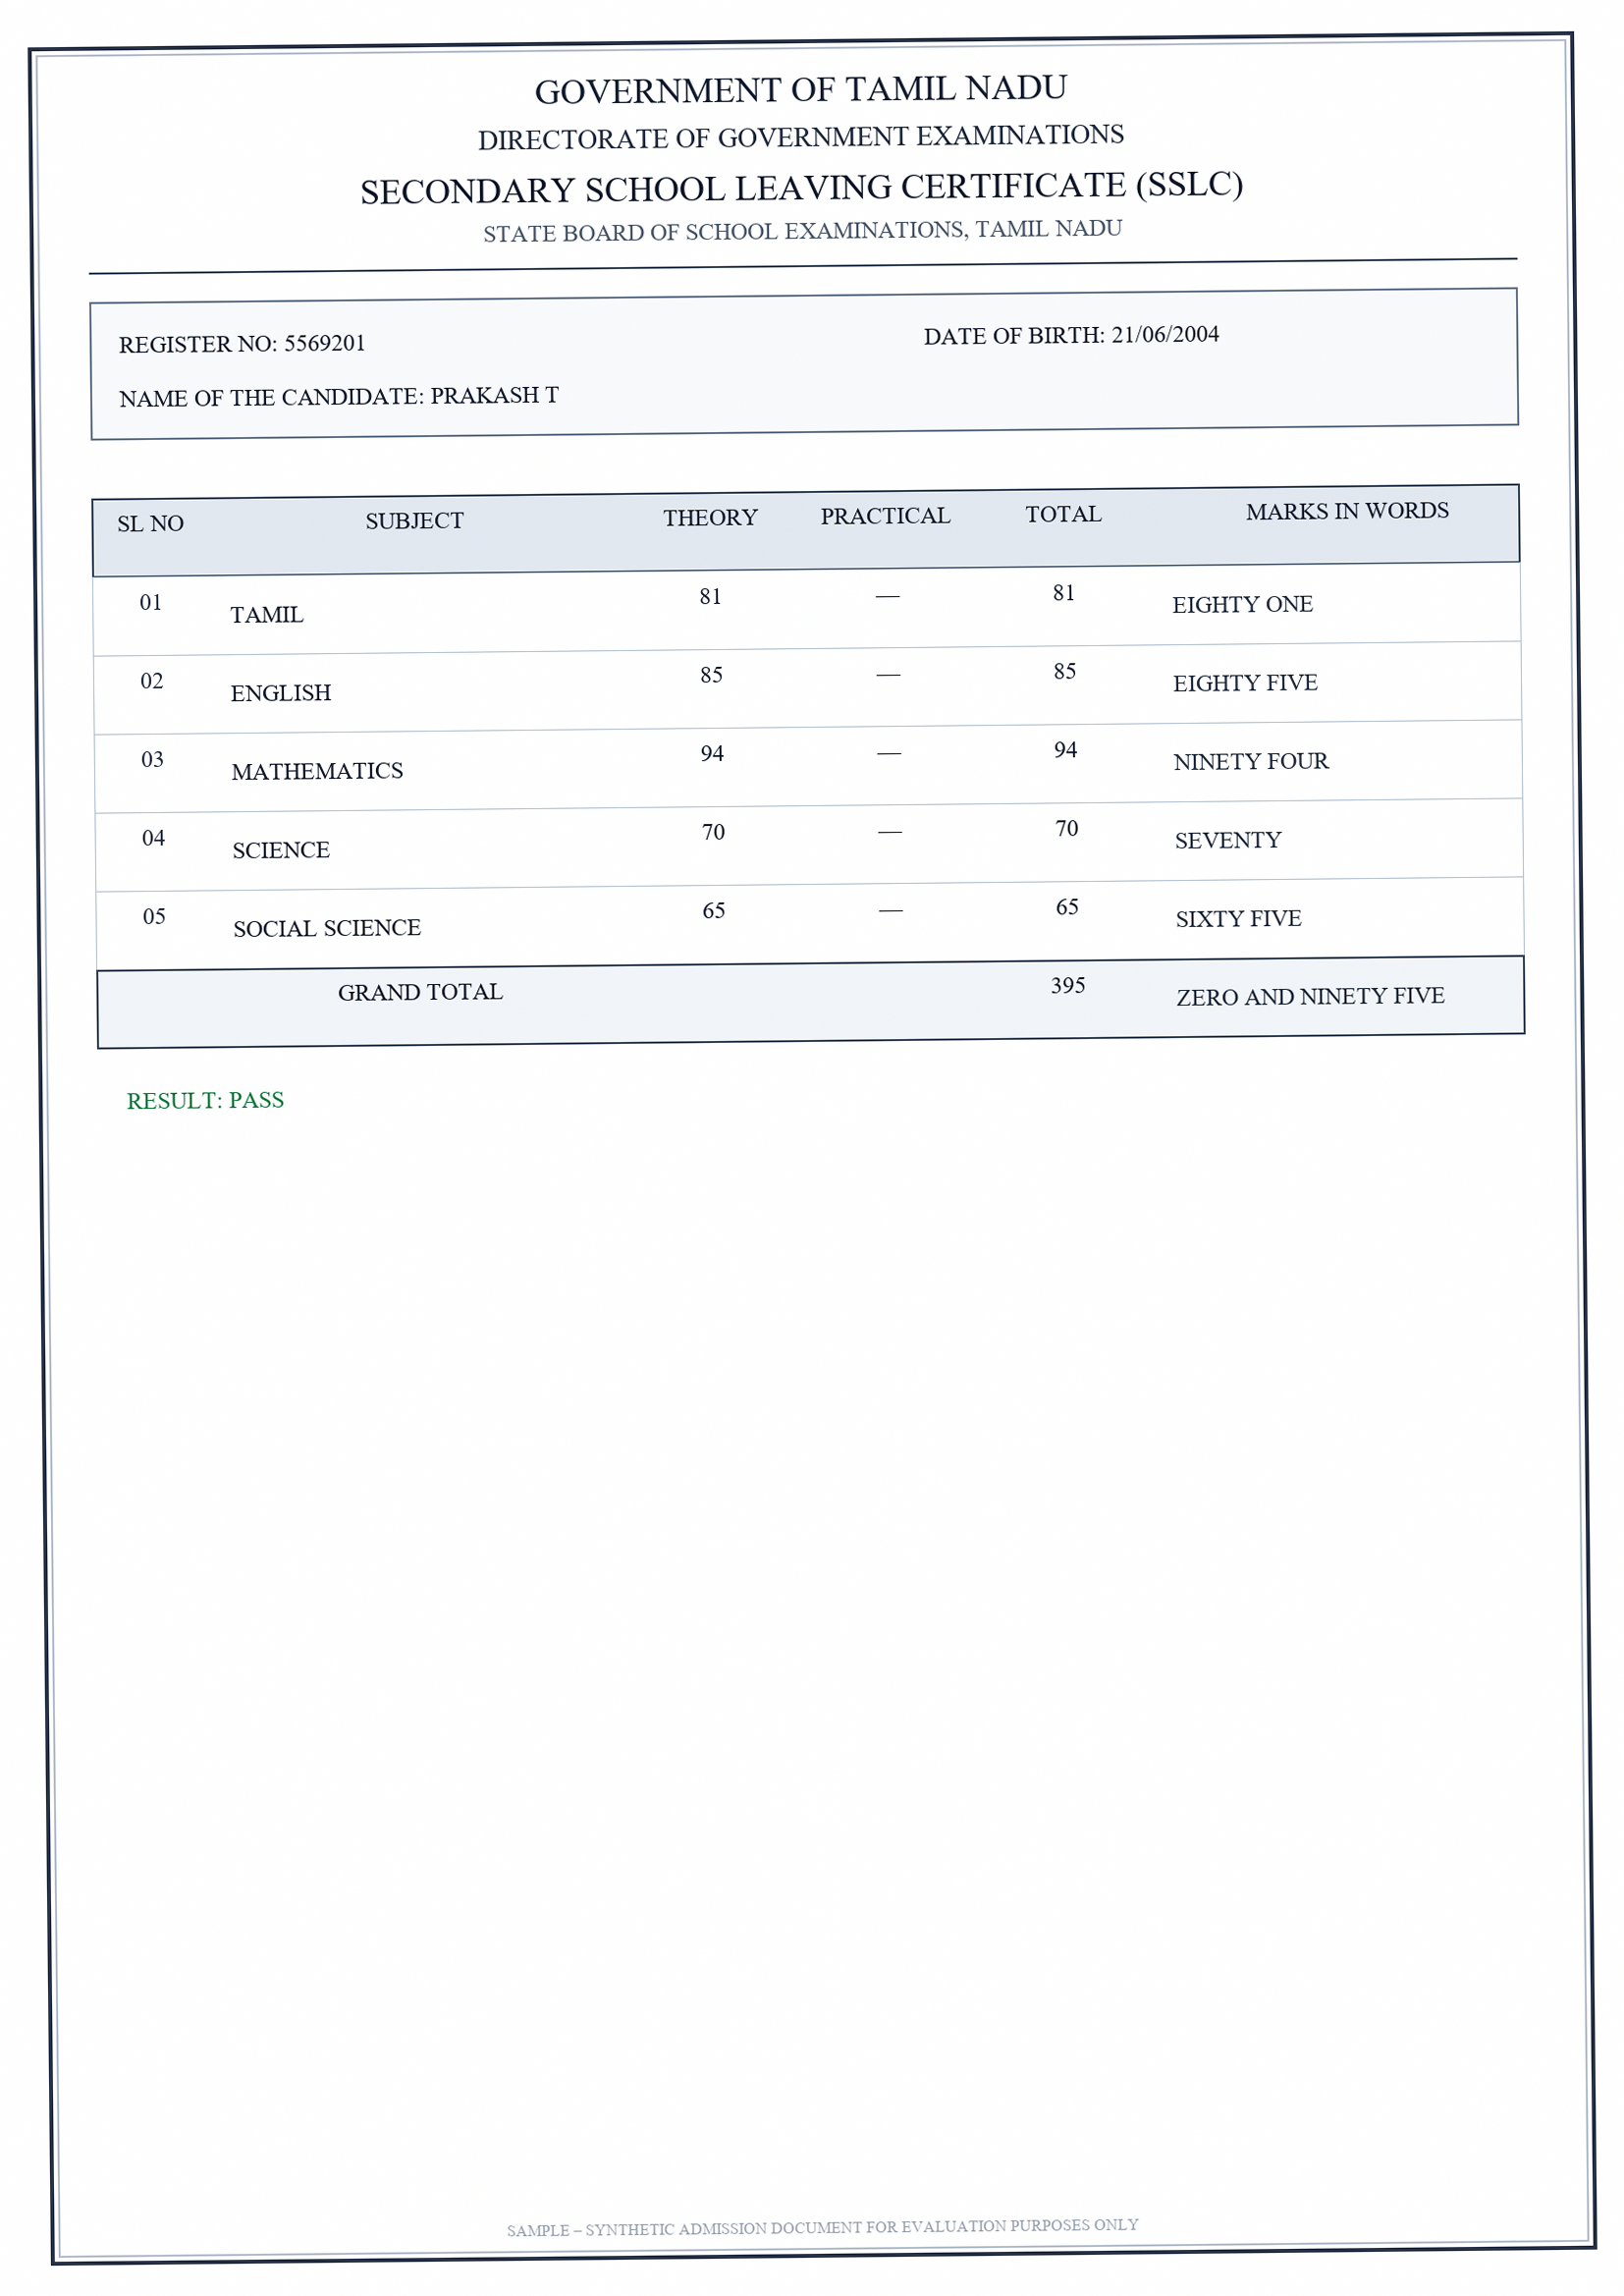 GOVERNMENT OF TAMIL NADU
DIRECTORATE OF GOVERNMENT EXAMINATIONS
SECONDARY SCHOOL LEAVING CERTIFICATE (SSLC)
STATE BOARD OF SCHOOL EXAMINATIONS, TAMIL NADU
REGISTER NO: 5569201 DATE OF BIRTH: 21/06/2004
NAME OF THE CANDIDATE: PRAKASH T
SL NO SUBJECT THEORY PRACTICAL TOTAL MARKS IN WORDS
01 TAMIL 81 — 81 EIGHTY ONE
02 ENGLISH 85 — 85 EIGHTY FIVE
03 MATHEMATICS 94 — 94 NINETY FOUR
04 SCIENCE 70 — 70 SEVENTY
05 SOCIAL SCIENCE 65 — 65 SIXTY FIVE
GRAND TOTAL 395 ZERO AND NINETY FIVE
RESULT: PASS
SAMPLE – SYNTHETIC ADMISSION DOCUMENT FOR EVALUATION PURPOSES ONLY